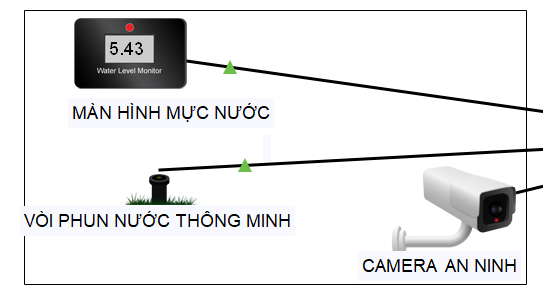 5.43
Water Level Monitor
MÀN HÌNH MỰC NƯỚC
VÒI PHUN NƯỚC THÔNG MINH
CAMERA AN NINH